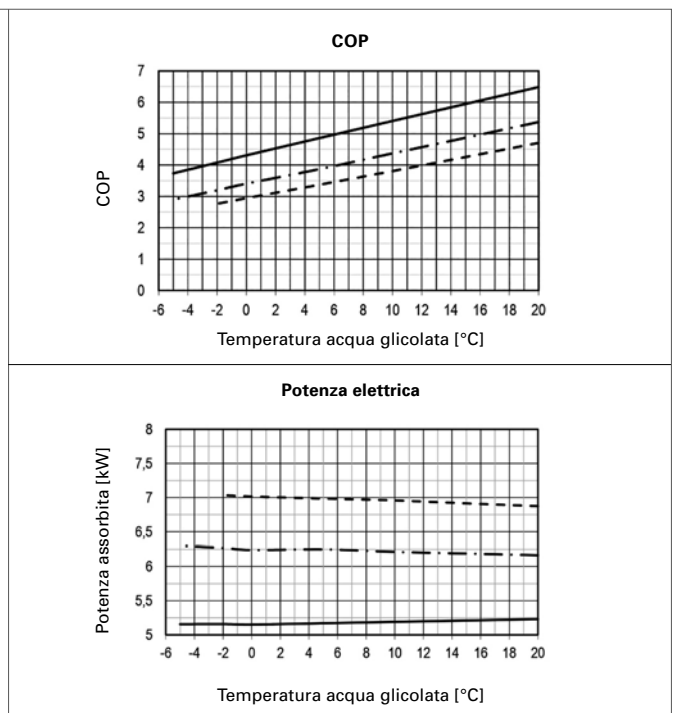 COP
7
6
5
4
3
2
1
0
COP
-6 -4 -2 0 2 4 6 8 10 12 14 16 18 20
Temperatura acqua glicolata [°C]
Potenza elettrica
8
7,5
7
6,5
6
5,5
5
Potenza assorbita [kW]
-6 -4 -2 0 2 4 6 8 10 12 14 16 18 20
Temperatura acqua glicolata [°C]